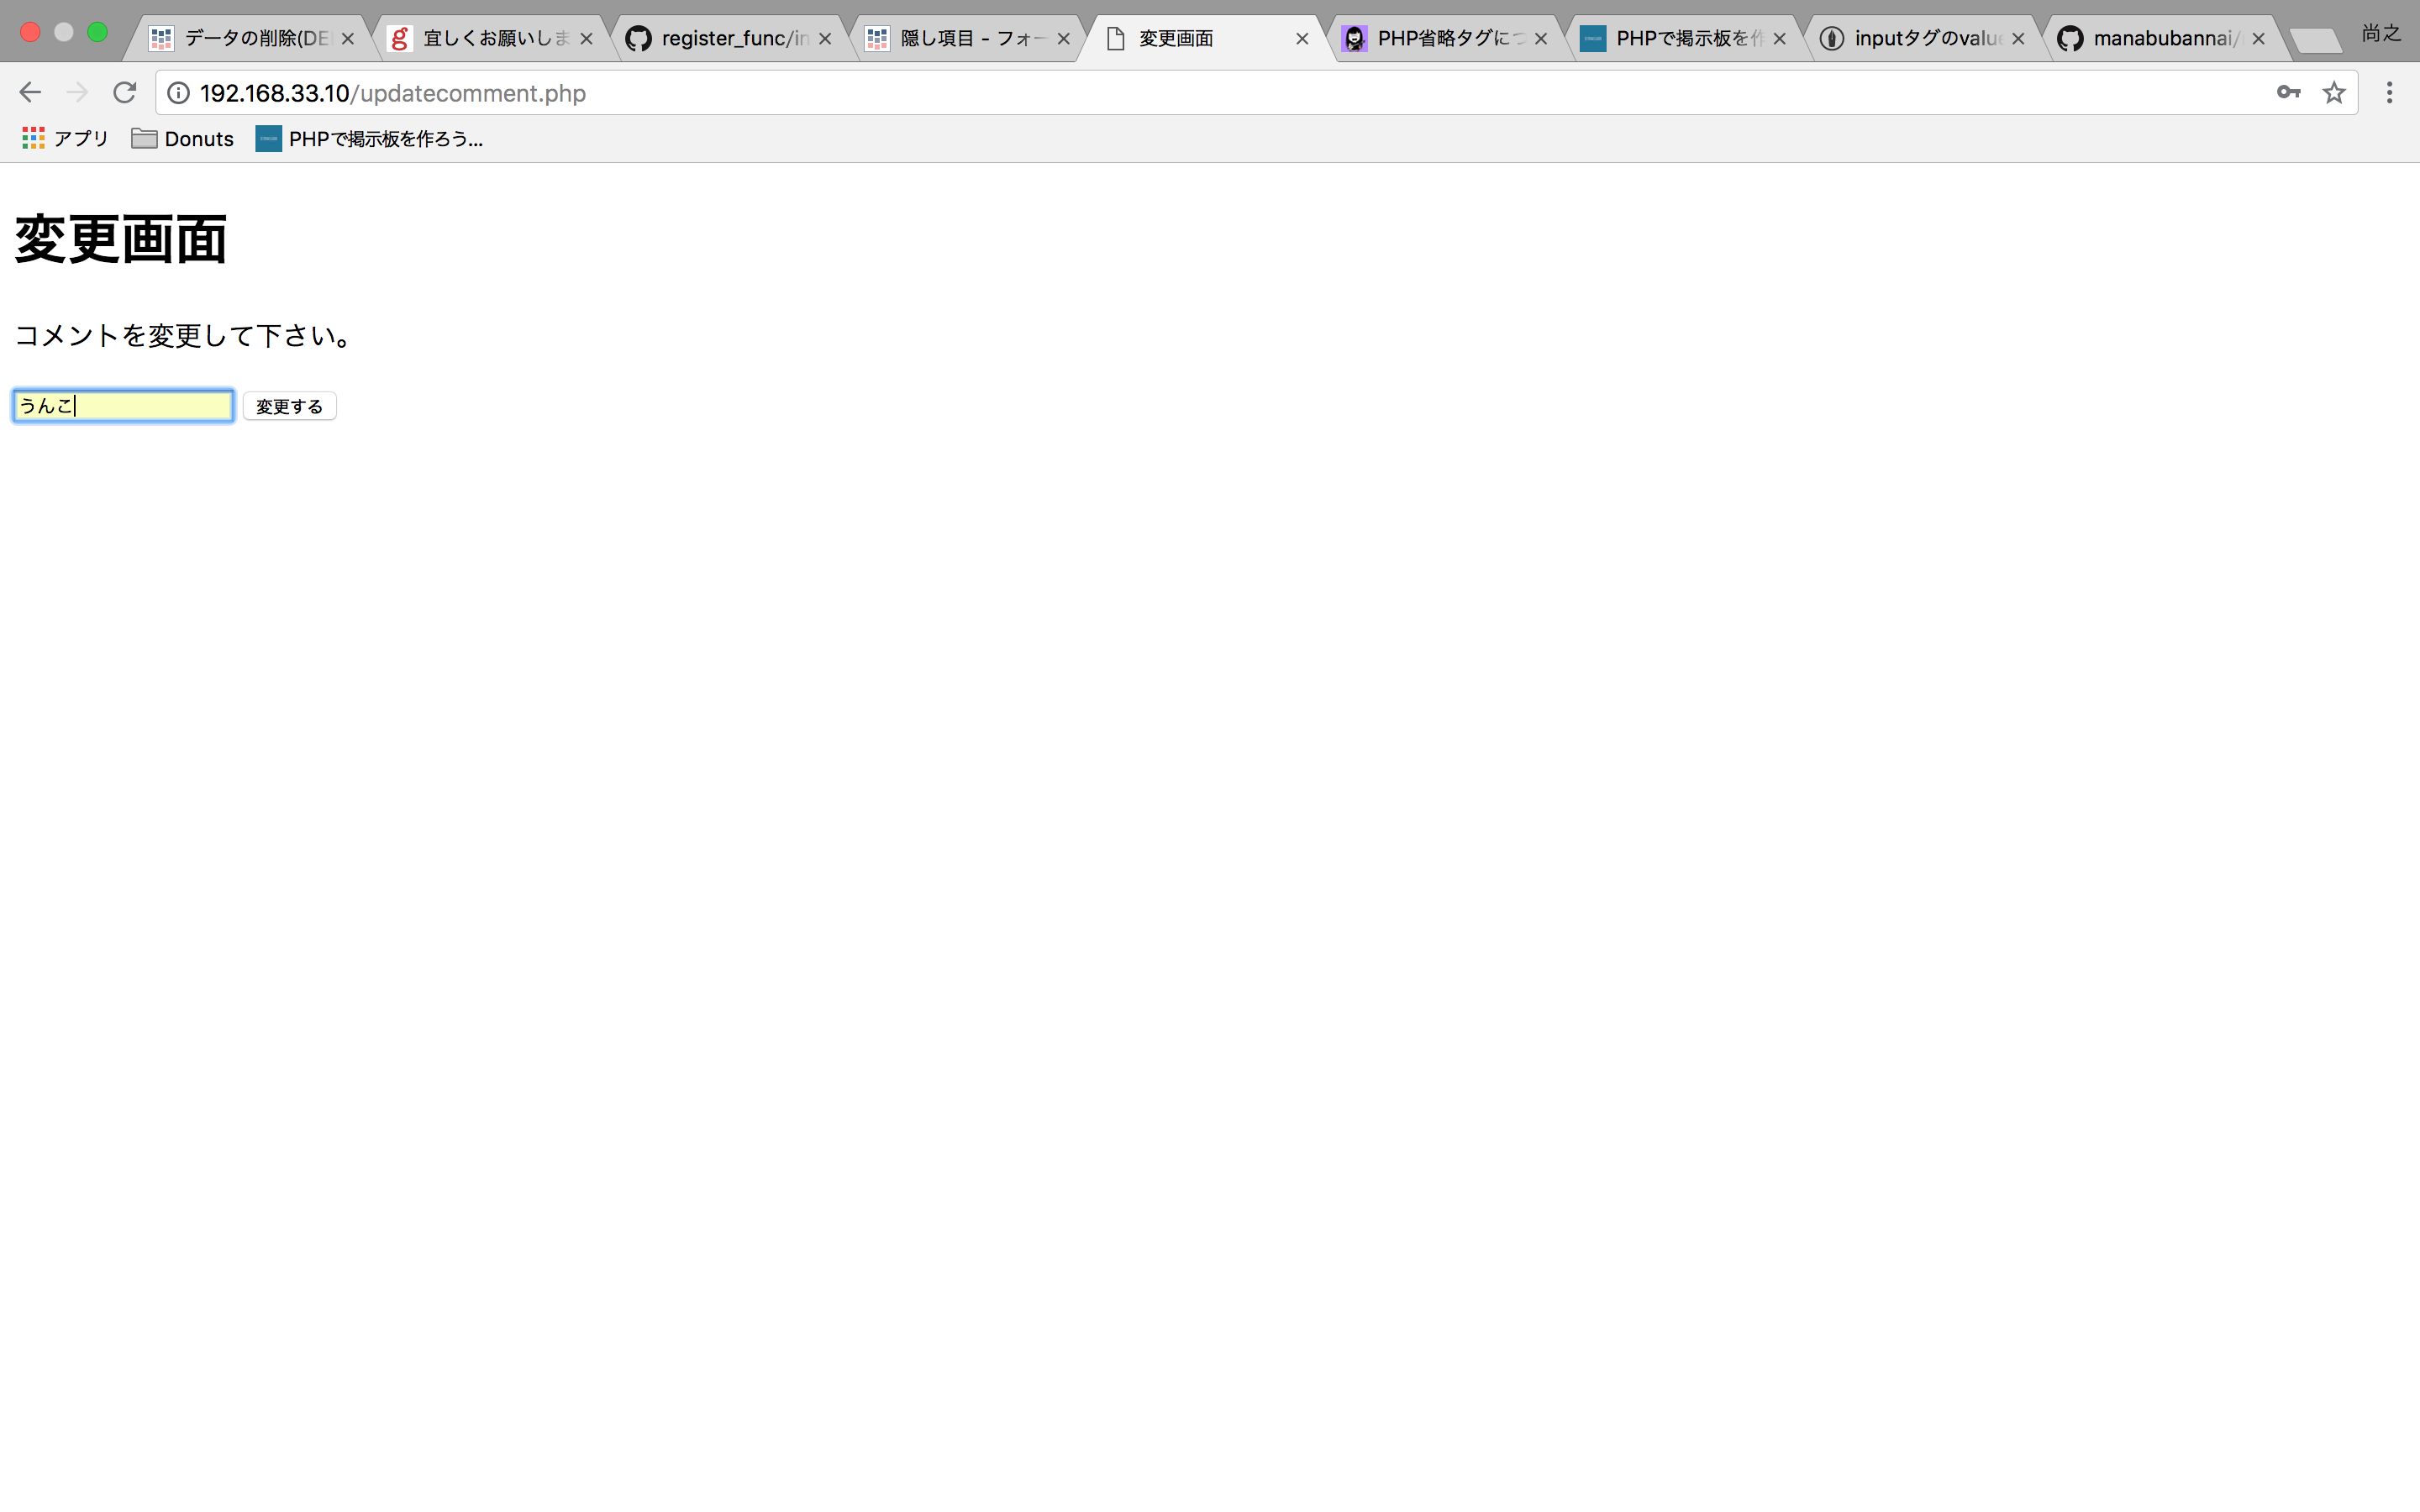 データの削除(DE
宜しくお願いしま
register_func/in
隠し項目 - フォー
変更画面
PHP省略タグにつ
PHPで掲示板を作
inputタグのvalue
manabubannai/
尚之
192.168.33.10/updatecomment.php
アプリ
Donuts
PHPで掲示板を作ろう...
変更画面
コメントを変更して下さい。
うんこ
変更する